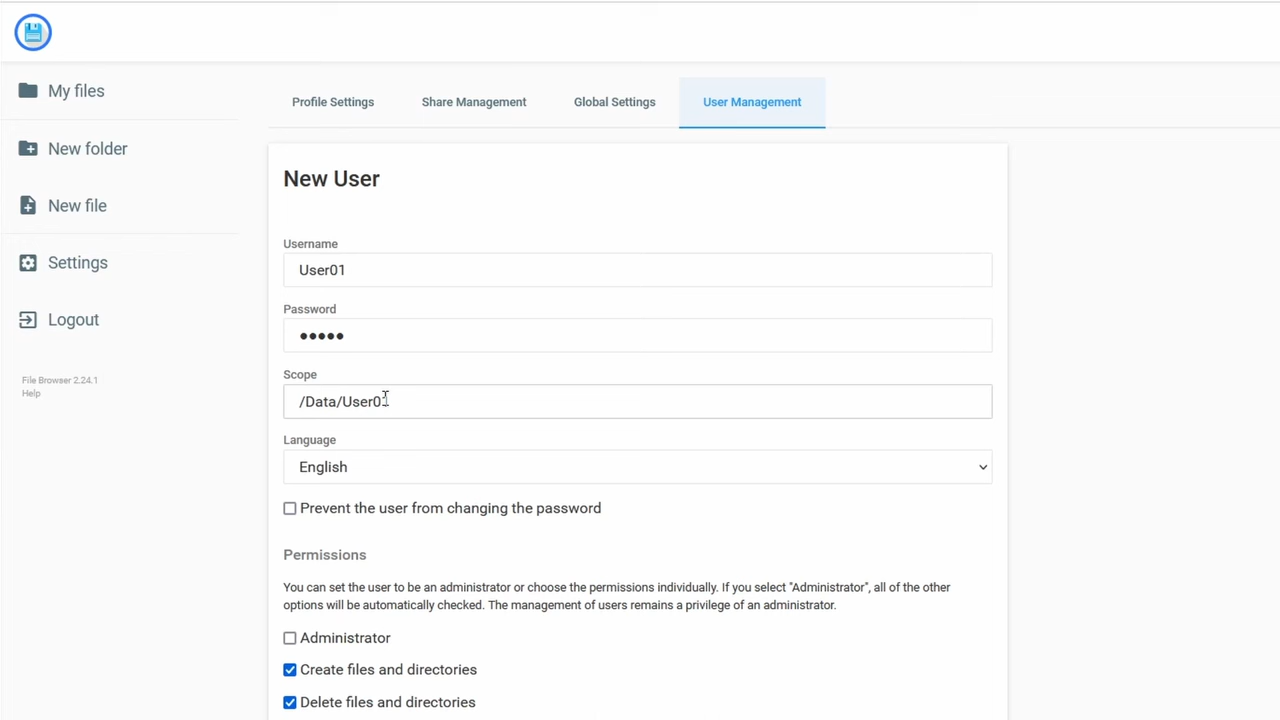 My files
New folder
New file
Settings
Logout
File Browser 2.24.1
Help
Profile Settings
Share Management
Global Settings
User Management
New User
Username
User01
Password
•••••
Scope
/Data/User01
Language
English
Prevent the user from changing the password
Permissions
You can set the user to be an administrator or choose the permissions individually. If you select "Administrator", all of the other
options will be automatically checked. The management of users remains a privilege of an administrator.
Administrator
Create files and directories
Delete files and directories